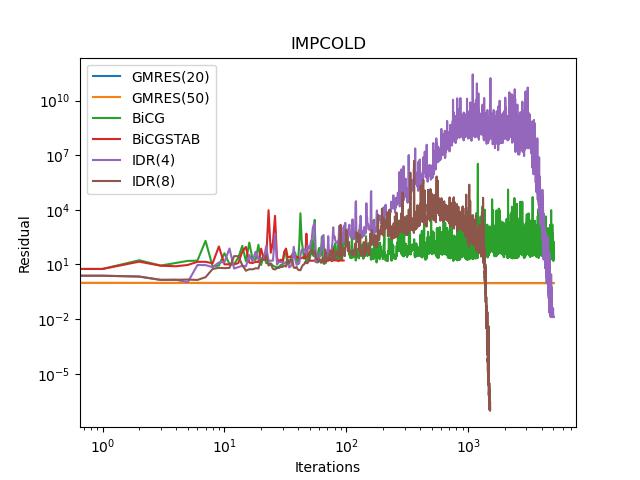 IMPCOLD
GMRES(20)
GMRES(50)
BiCG
BiCGSTAB
IDR(4)
IDR(8)
10^10
10^7
10^4
10^1
10^−2
10^−5
Residual
10^0 10^1 10^2 10^3
Iterations